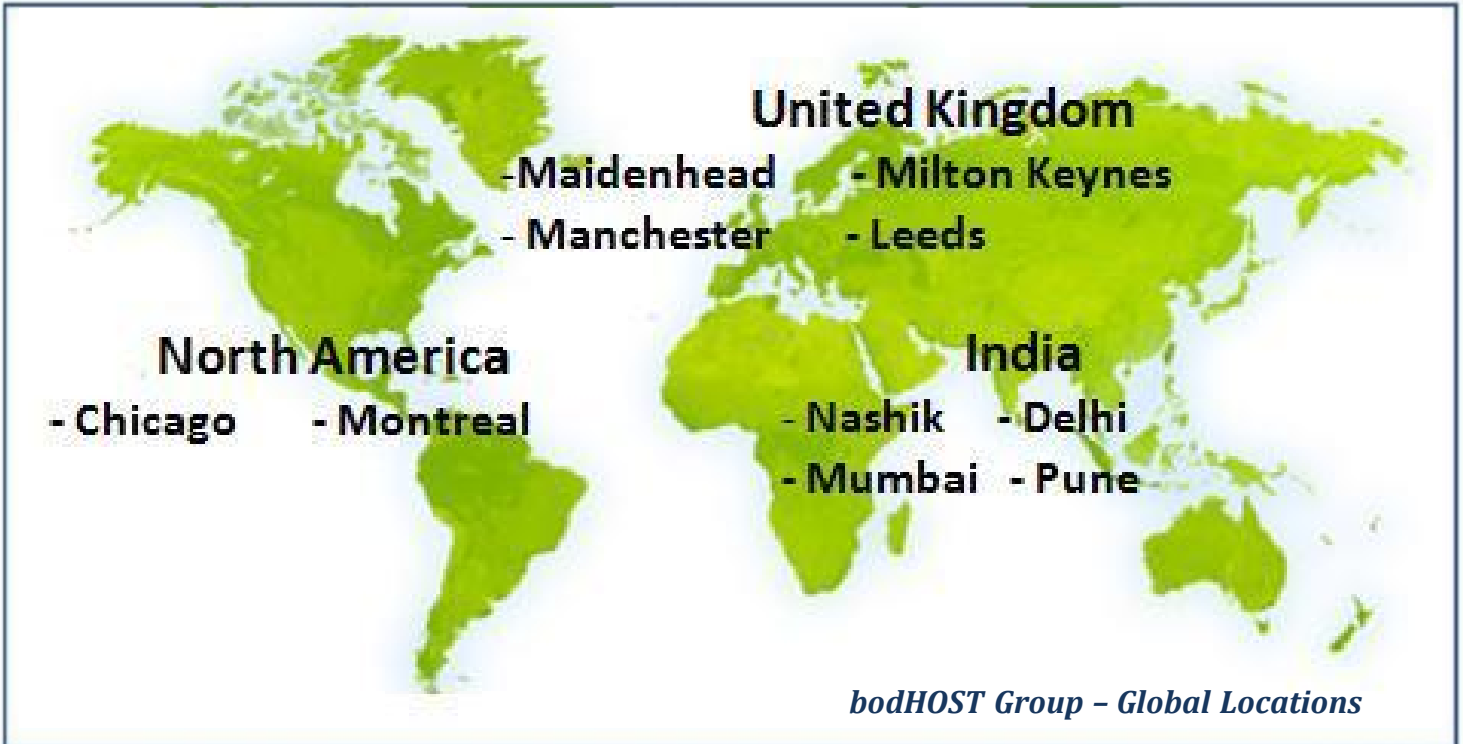 United Kingdom
-Maidenhead - Milton Keynes
- Manchester - Leeds
North America
- Chicago - Montreal
India
- Nashik - Delhi
- Mumbai - Pune
bodHOST Group – Global Locations